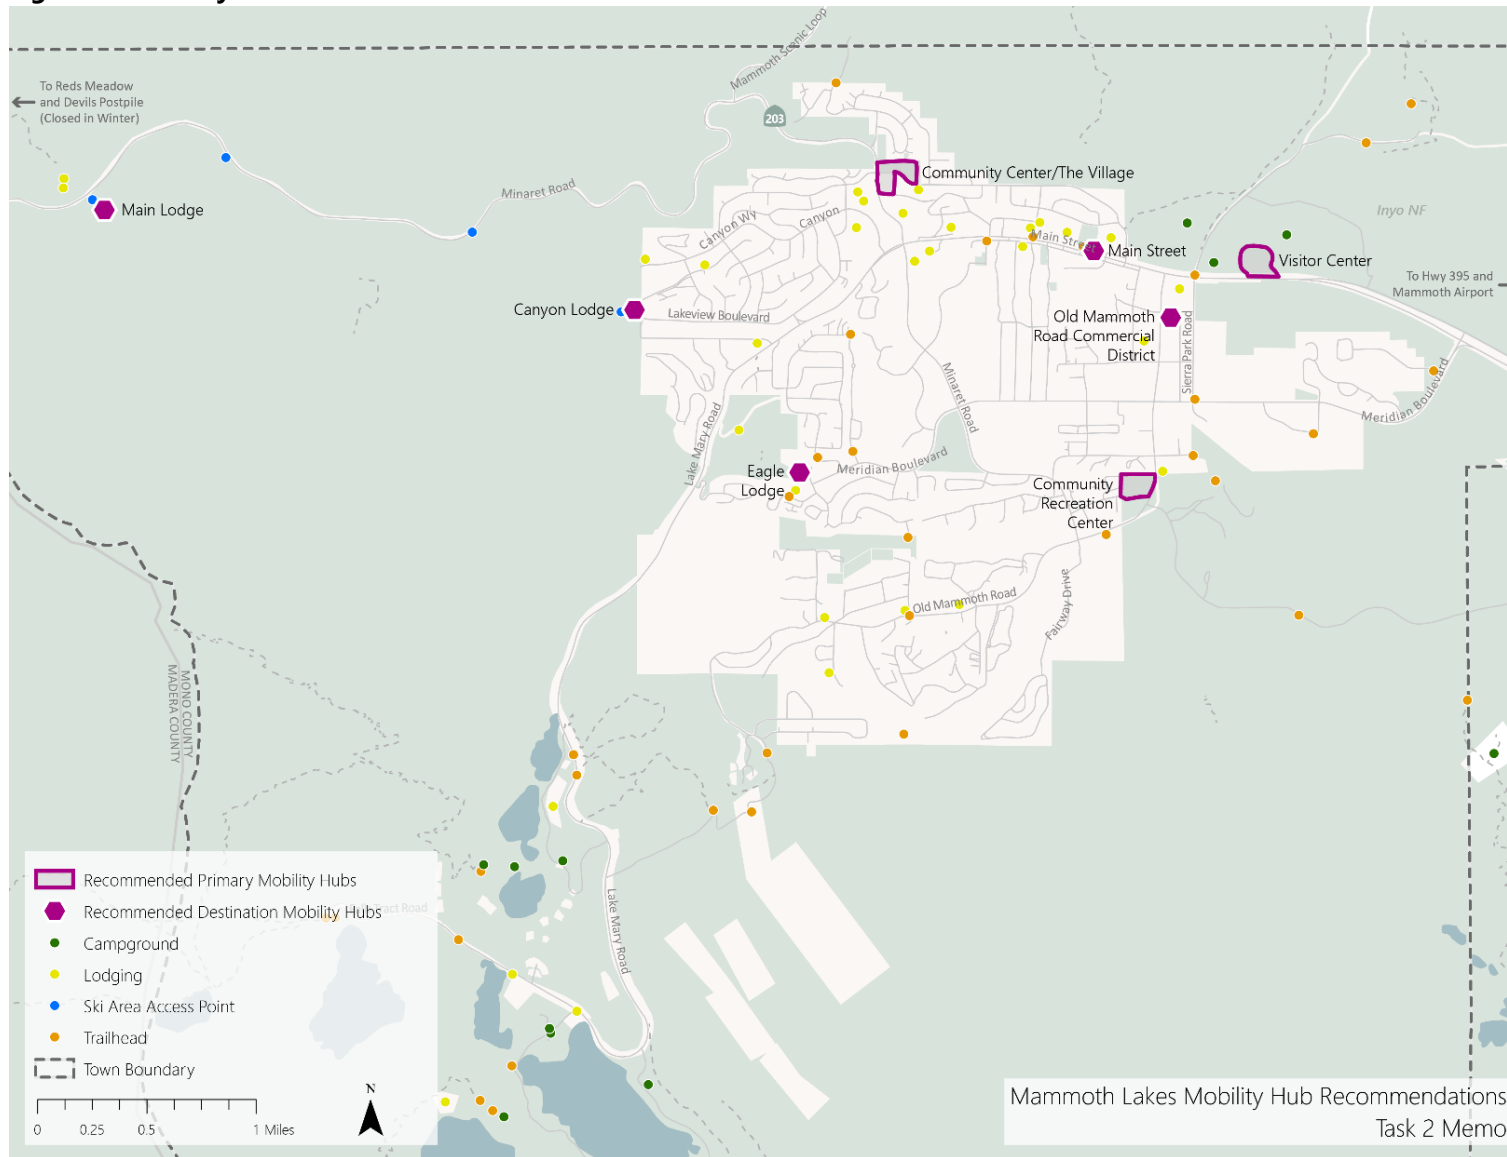 Mammoth Scenic Loop
To Reds Meadow
and Devils Postpile
(Closed in Winter)
203
Community Center/The Village
Minaret Road
Main Lodge
Inyo NF
Canyon Wy
Canyon
Main Street
Main Street
Visitor Center
To Hwy 395 and
Mammoth Airport
Canyon Lodge
Lakeview Boulevard
Old Mammoth
Road Commercial
District
Sierra Park Road
Minaret Road
Meridian Boulevard
Lake Mary Road
Meridian Boulevard
Eagle
Lodge
Community
Recreation
Center
Old Mammoth Road
Fairway Drive
MONO COUNTY
MADERA COUNTY
Lake Mary Road
Recommended Primary Mobility Hubs
Recommended Destination Mobility Hubs
Tract Road
Campground
Lodging
Ski Area Access Point
Trailhead
Town Boundary
N
0 0.25 0.5 1 Miles
Mammoth Lakes Mobility Hub Recommendations
Task 2 Memo